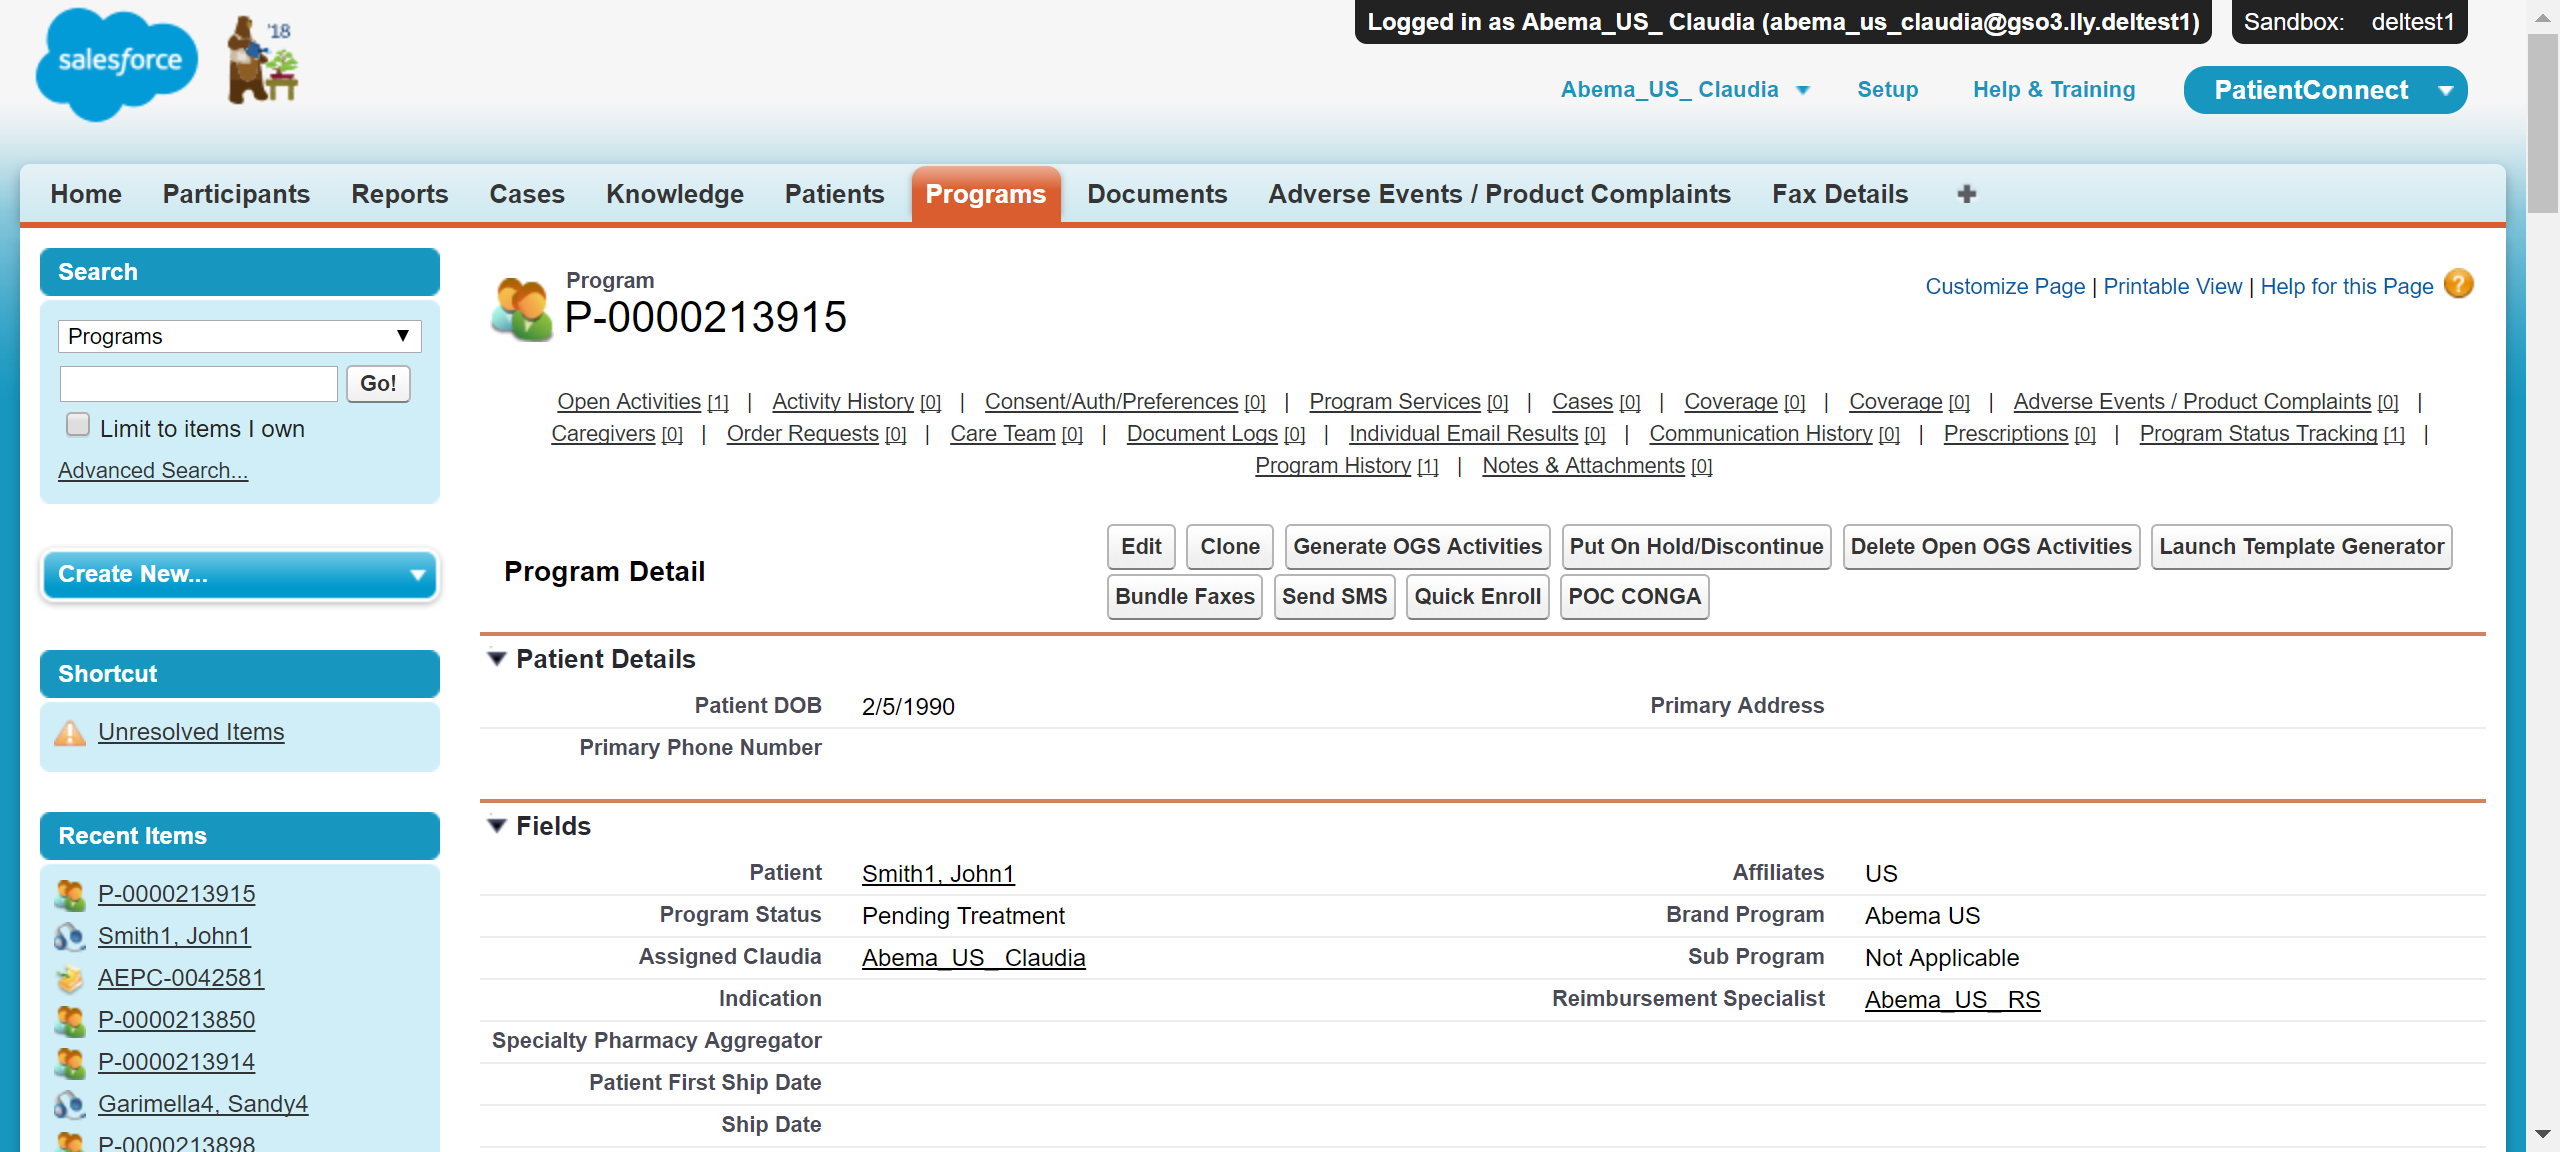 Logged in as Abema_US_ Claudia (abema_us_claudia@gso3.lly.deltest1)
Sandbox: deltest1
salesforce
'18
Abema_US_ Claudia
Setup
Help & Training
PatientConnect
Home Participants Reports Cases Knowledge Patients Programs Documents Adverse Events / Product Complaints Fax Details
Search
Programs
Go!
Limit to items I own
Advanced Search...
Create New...
Shortcut
Unresolved Items
Recent Items
P-0000213915
Smith1, John1
AEPC-0042581
P-0000213850
P-0000213914
Garimella4, Sandy4
P-0000213898
Program
P-0000213915
Customize Page | Printable View | Help for this Page
Open Activities [1] | Activity History [0] | Consent/Auth/Preferences [0] | Program Services [0] | Cases [0] | Coverage [0] | Coverage [0] | Adverse Events / Product Complaints [0] |
Caregivers [0] | Order Requests [0] | Care Team [0] | Document Logs [0] | Individual Email Results [0] | Communication History [0] | Prescriptions [0] | Program Status Tracking [1] |
Program History [1] | Notes & Attachments [0]
Program Detail
Edit Clone Generate OGS Activities Put On Hold/Discontinue Delete Open OGS Activities Launch Template Generator
Bundle Faxes Send SMS Quick Enroll POC CONGA
Patient Details
Patient DOB 2/5/1990 Primary Address
Primary Phone Number
Fields
Patient Smith1, John1 Affiliates US
Program Status Pending Treatment Brand Program Abema US
Assigned Claudia Abema_US_ Claudia Sub Program Not Applicable
Indication Reimbursement Specialist Abema_US_ RS
Specialty Pharmacy Aggregator
Patient First Ship Date
Ship Date